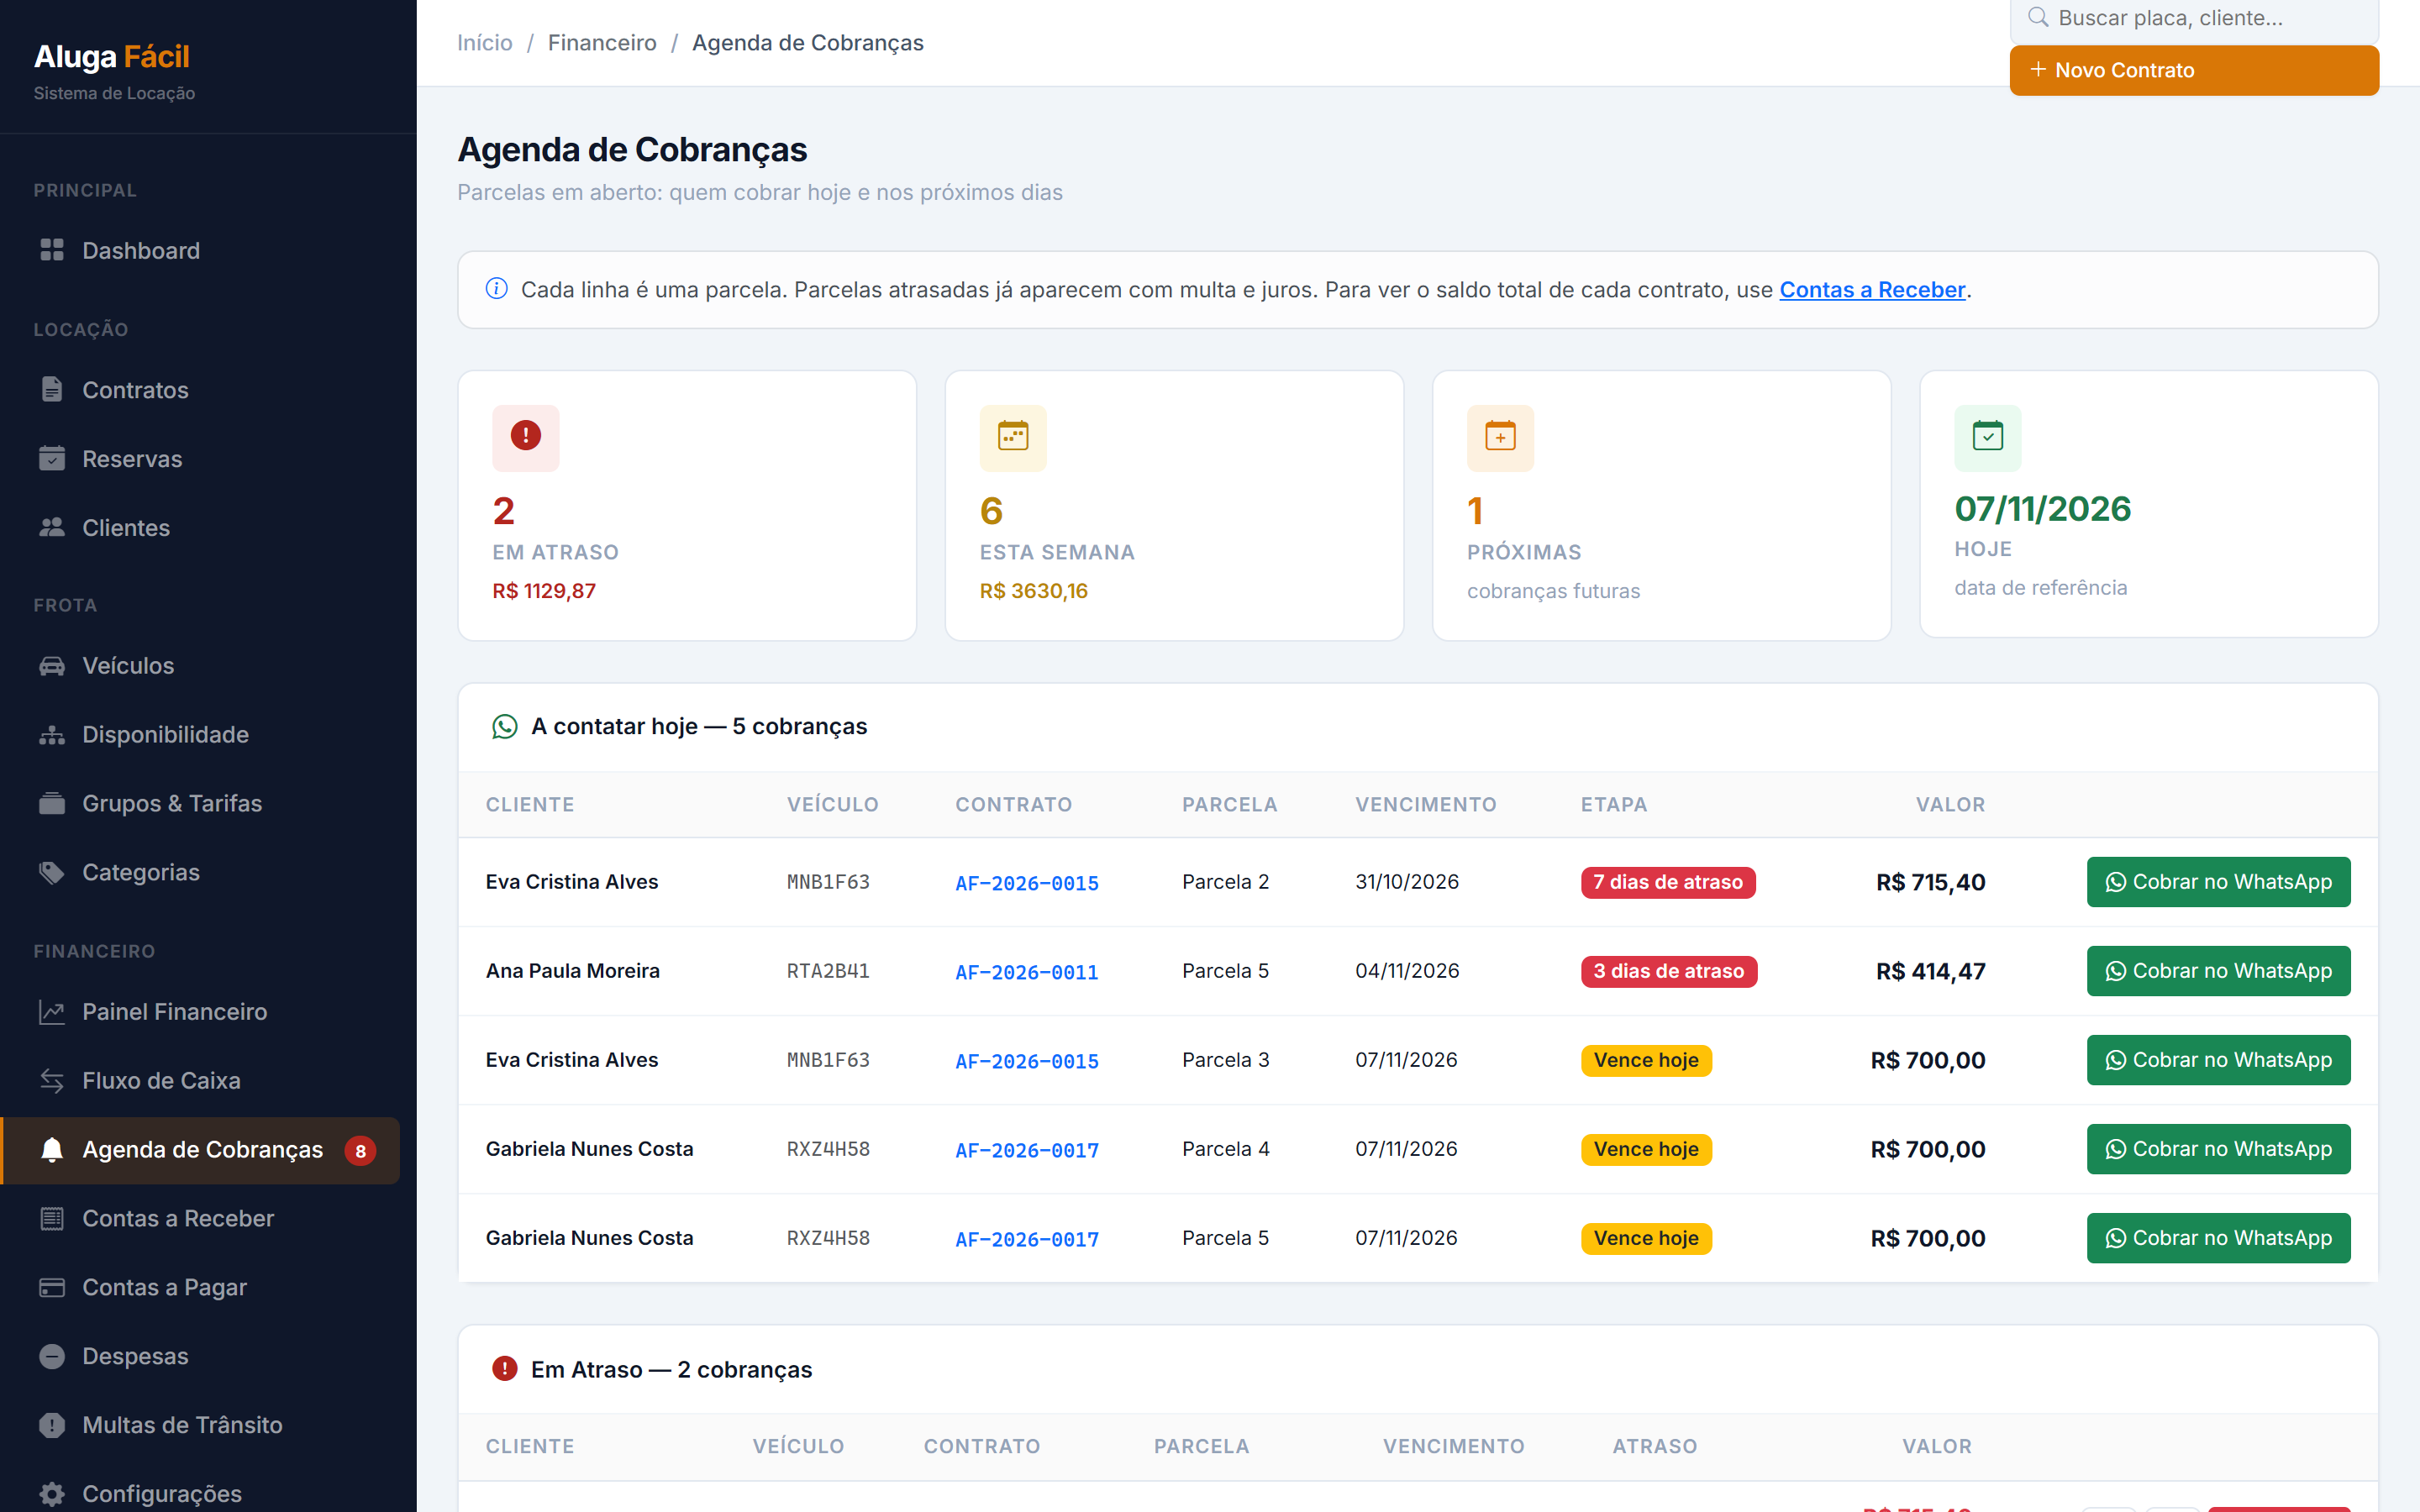 Aluga Fácil
Sistema de Locação
PRINCIPAL
Dashboard
LOCAÇÃO
Contratos
Reservas
Clientes
FROTA
Veículos
Disponibilidade
Grupos & Tarifas
Categorias
FINANCEIRO
Painel Financeiro
Fluxo de Caixa
Agenda de Cobranças 8
Contas a Receber
Contas a Pagar
Despesas
Multas de Trânsito
Configurações
Início / Financeiro / Agenda de Cobranças
Buscar placa, cliente...
+ Novo Contrato
Agenda de Cobranças
Parcelas em aberto: quem cobrar hoje e nos próximos dias
Cada linha é uma parcela. Parcelas atrasadas já aparecem com multa e juros. Para ver o saldo total de cada contrato, use Contas a Receber.
2
EM ATRASO
R$ 1129,87
6
ESTA SEMANA
R$ 3630,16
1
PRÓXIMAS
cobranças futuras
07/11/2026
HOJE
data de referência
A contatar hoje — 5 cobranças
CLIENTE VEÍCULO CONTRATO PARCELA VENCIMENTO ETAPA VALOR
Eva Cristina Alves MNB1F63 AF-2026-0015 Parcela 2 31/10/2026 7 dias de atraso R$ 715,40 Cobrar no WhatsApp
Ana Paula Moreira RTA2B41 AF-2026-0011 Parcela 5 04/11/2026 3 dias de atraso R$ 414,47 Cobrar no WhatsApp
Eva Cristina Alves MNB1F63 AF-2026-0015 Parcela 3 07/11/2026 Vence hoje R$ 700,00 Cobrar no WhatsApp
Gabriela Nunes Costa RXZ4H58 AF-2026-0017 Parcela 4 07/11/2026 Vence hoje R$ 700,00 Cobrar no WhatsApp
Gabriela Nunes Costa RXZ4H58 AF-2026-0017 Parcela 5 07/11/2026 Vence hoje R$ 700,00 Cobrar no WhatsApp
Em Atraso — 2 cobranças
CLIENTE VEÍCULO CONTRATO PARCELA VENCIMENTO ATRASO VALOR